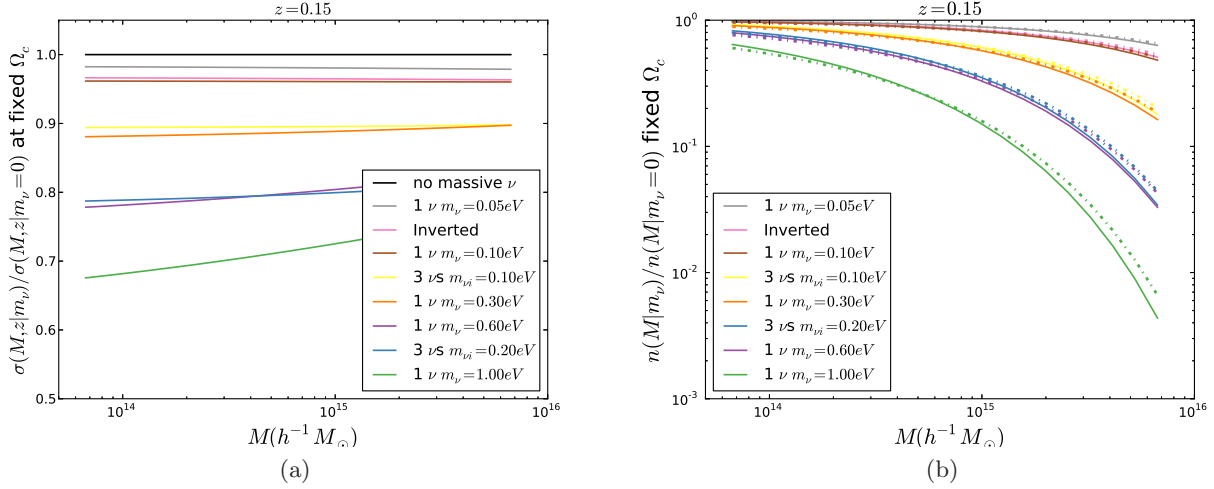 z=0.15
σ(M,z|m_ν)/σ(M,z|m_ν=0) at fixed Ω_c
1.0
0.9
0.8
0.7
0.6
0.5
no massive ν
1 ν m_ν=0.05eV
Inverted
1 ν m_ν=0.10eV
3 νs m_νi=0.10eV
1 ν m_ν=0.30eV
1 ν m_ν=0.60eV
3 νs m_νi=0.20eV
1 ν m_ν=1.00eV
10^14
10^15
10^16
M(h^−1 M_⊙)
(a)
z=0.15
n(M|m_ν)/n(M|m_ν=0) fixed Ω_c
10^0
10^-1
10^-2
10^-3
1 ν m_ν=0.05eV
Inverted
1 ν m_ν=0.10eV
3 νs m_νi=0.10eV
1 ν m_ν=0.30eV
3 νs m_νi=0.20eV
1 ν m_ν=0.60eV
1 ν m_ν=1.00eV
10^14
10^15
10^16
M(h^−1 M_⊙)
(b)